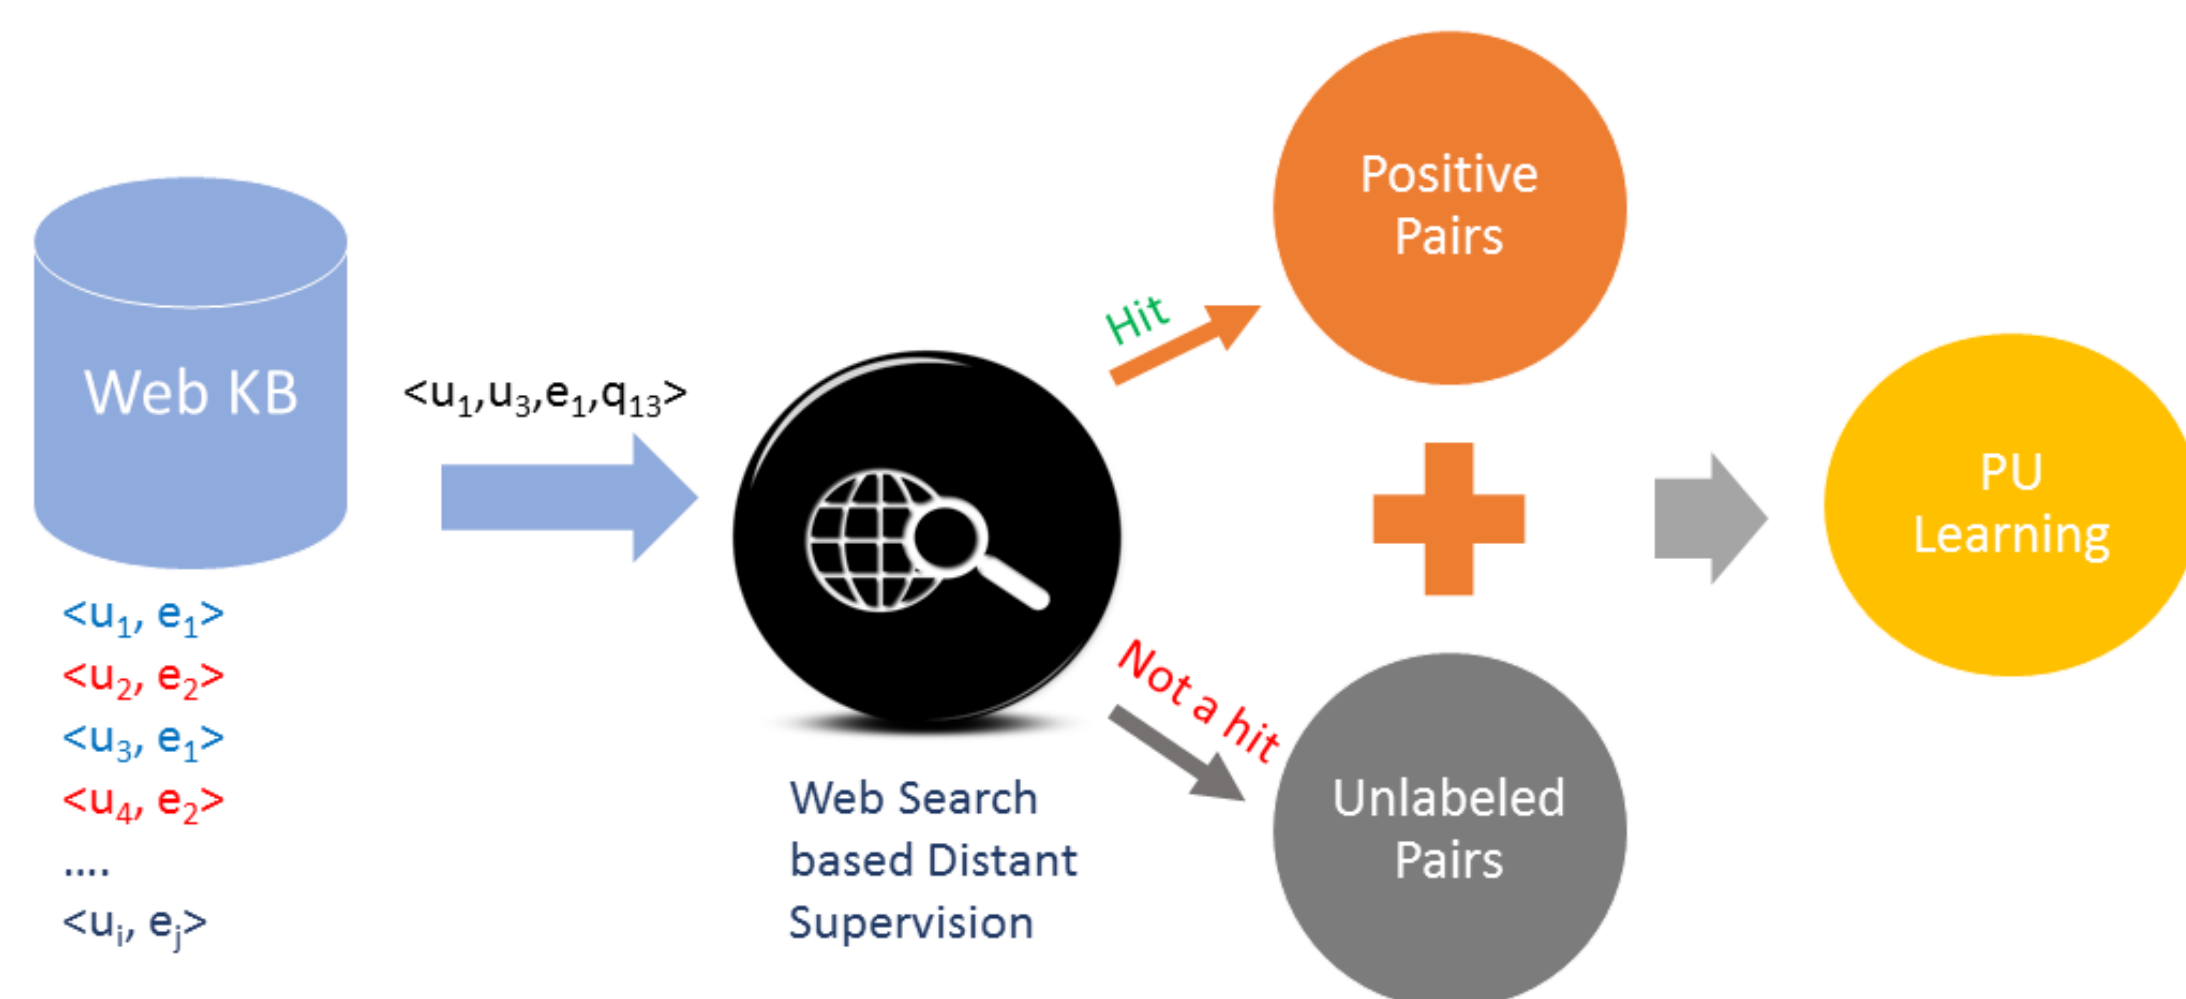 Web KB
<u₁, e₁>
<u₂, e₂>
<u₃, e₁>
<u₄, e₂>
....
<uᵢ, eⱼ>
<u₁,u₃,e₁,q₁₃>
Web Search
based Distant
Supervision
Hit
Not a hit
Positive
Pairs
Unlabeled
Pairs
PU
Learning